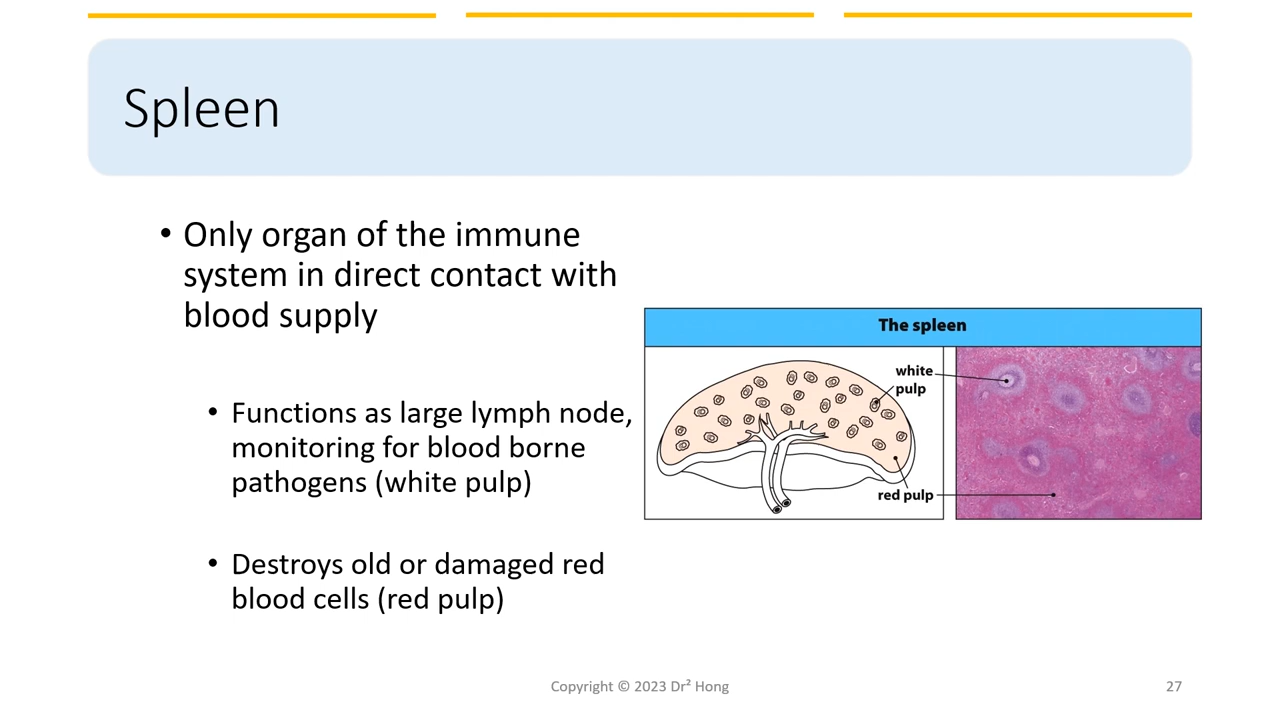 Spleen
• Only organ of the immune
system in direct contact with
blood supply
• Functions as large lymph node,
monitoring for blood borne
pathogens (white pulp)
• Destroys old or damaged red
blood cells (red pulp)
The spleen
white
pulp
red pulp
Copyright © 2023 Dr² Hong
27